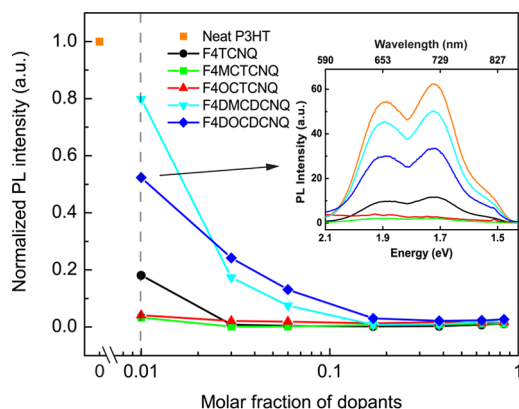 Neat P3HT
F4TCNQ
F4MCTCNQ
F4OCTCNQ
F4DMCDCNQ
F4DOCDCNQ
Normalized PL intensity (a.u.)
1.0
0.8
0.6
0.4
0.2
0.0
0
0.01
0.1
1
Molar fraction of dopants
Wavelength (nm)
590 653 729 827
PL Intensity (a.u.)
60
40
20
0
2.1 1.9 1.7 1.5
Energy (eV)